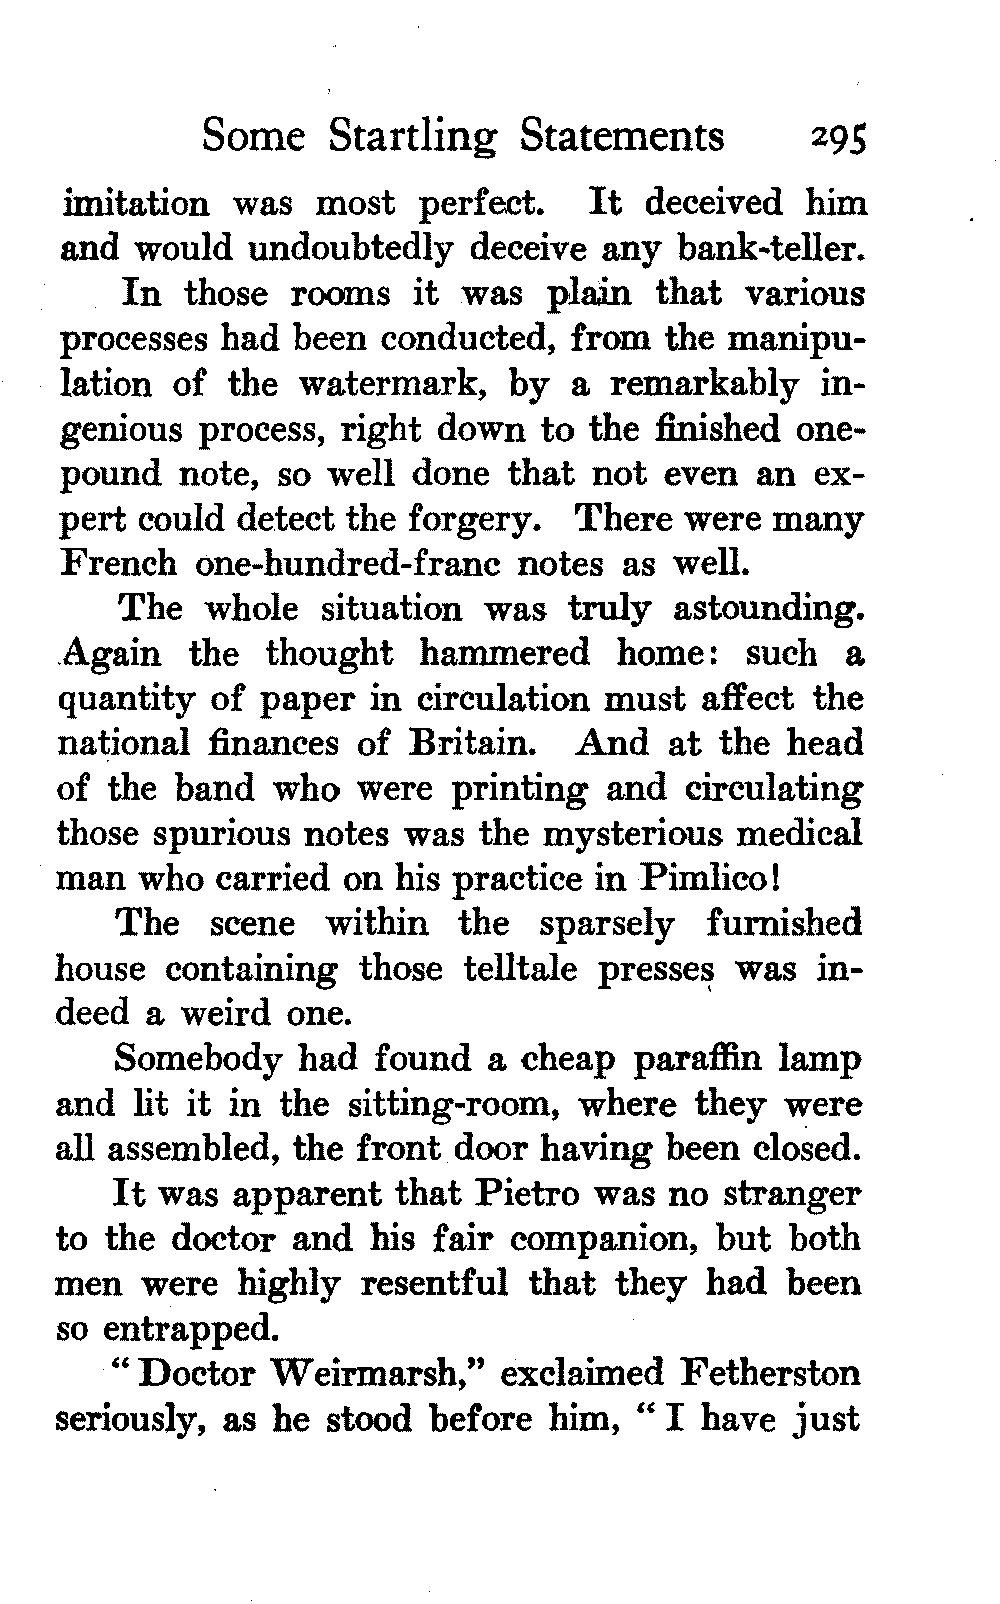 Some Startling Statements 295
imitation was most perfect. It deceived him
and would undoubtedly deceive any bank-teller.
In those rooms it was plain that various
processes had been conducted, from the manipu-
lation of the watermark, by a remarkably in-
genious process, right down to the finished one-
pound note, so well done that not even an ex-
pert could detect the forgery. There were many
French one-hundred-franc notes as well.
The whole situation was truly astounding.
Again the thought hammered home: such a
quantity of paper in circulation must affect the
national finances of Britain. And at the head
of the band who were printing and circulating
those spurious notes was the mysterious medical
man who carried on his practice in Pimlico!
The scene within the sparsely furnished
house containing those telltale presses was in-
deed a weird one.
Somebody had found a cheap paraffin lamp
and lit it in the sitting-room, where they were
all assembled, the front door having been closed.
It was apparent that Pietro was no stranger
to the doctor and his fair companion, but both
men were highly resentful that they had been
so entrapped.
“Doctor Weirmarsh,” exclaimed Fetherston
seriously, as he stood before him, “I have just